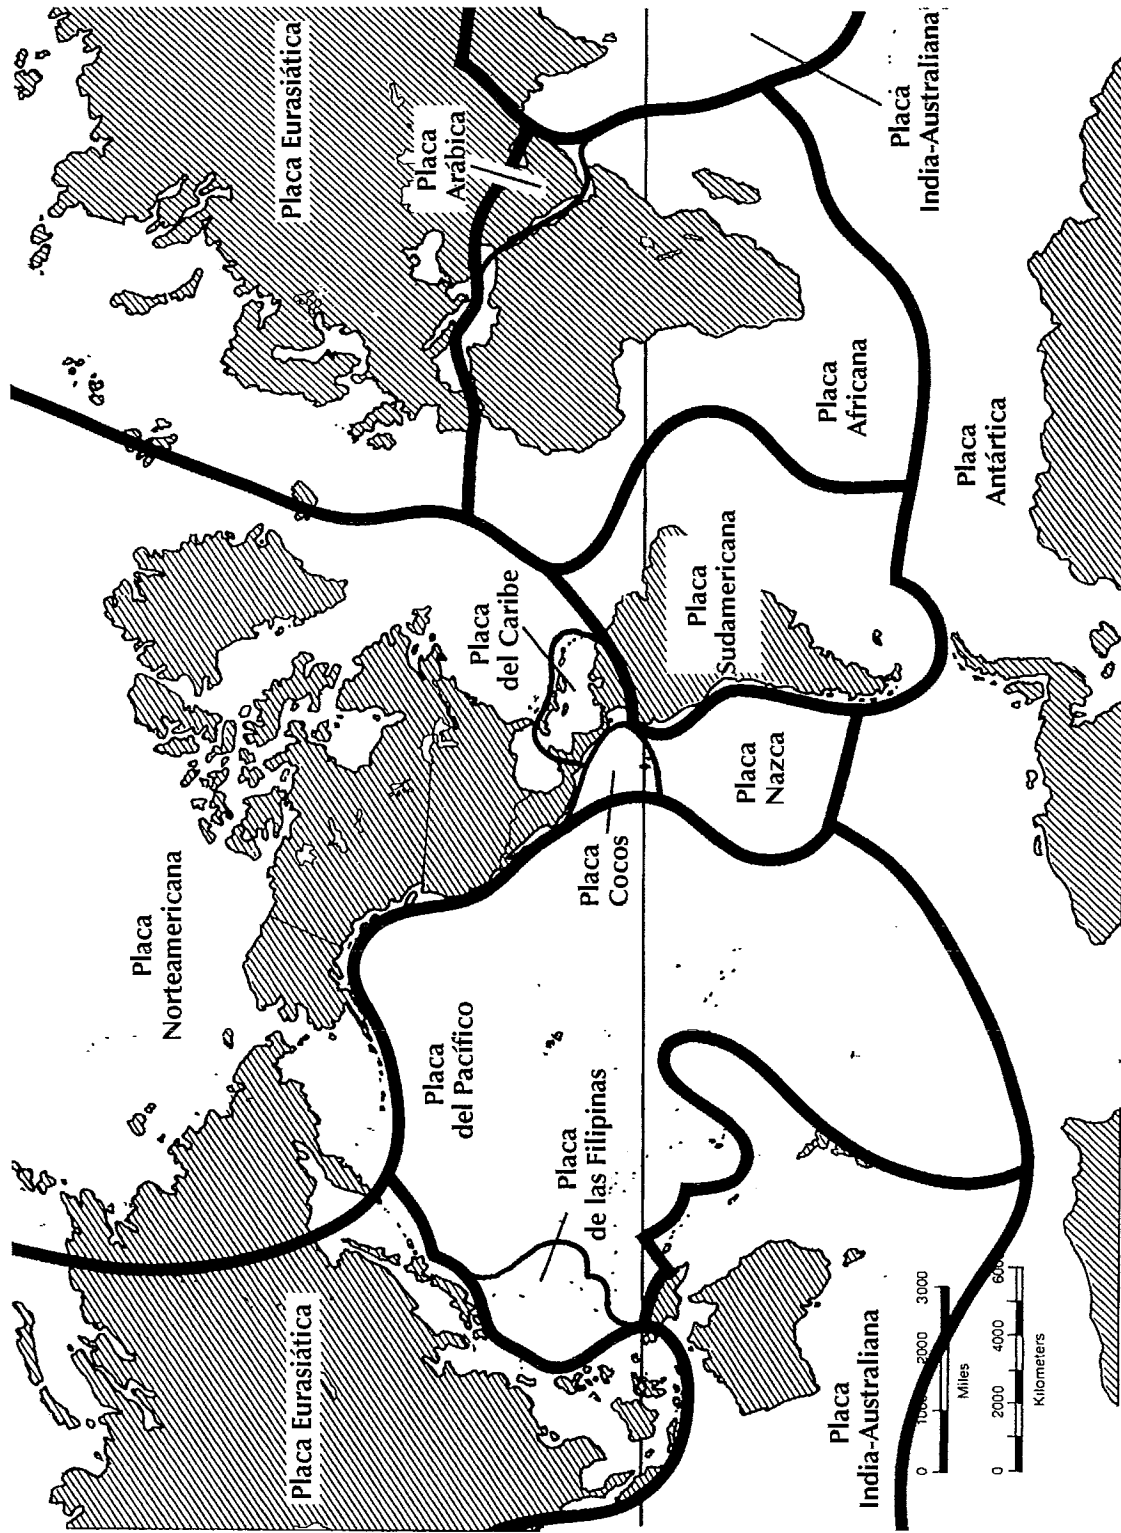 Placa Eurasiática
Placa
Norteamericana
Placa Eurasiática
Placa
Arábica
Placa
del Pacífico
Placa
del Caribe
Placa
de las Filipinas
Placa
Cocos
Placa
Sudamericana
Placa
Nazca
Placa
Africana
Placa
India-Australiana
Placa
India-Australiana
Placa
Antártica
0 1000 2000 3000
Miles
0 2000 4000 600
Kilometers